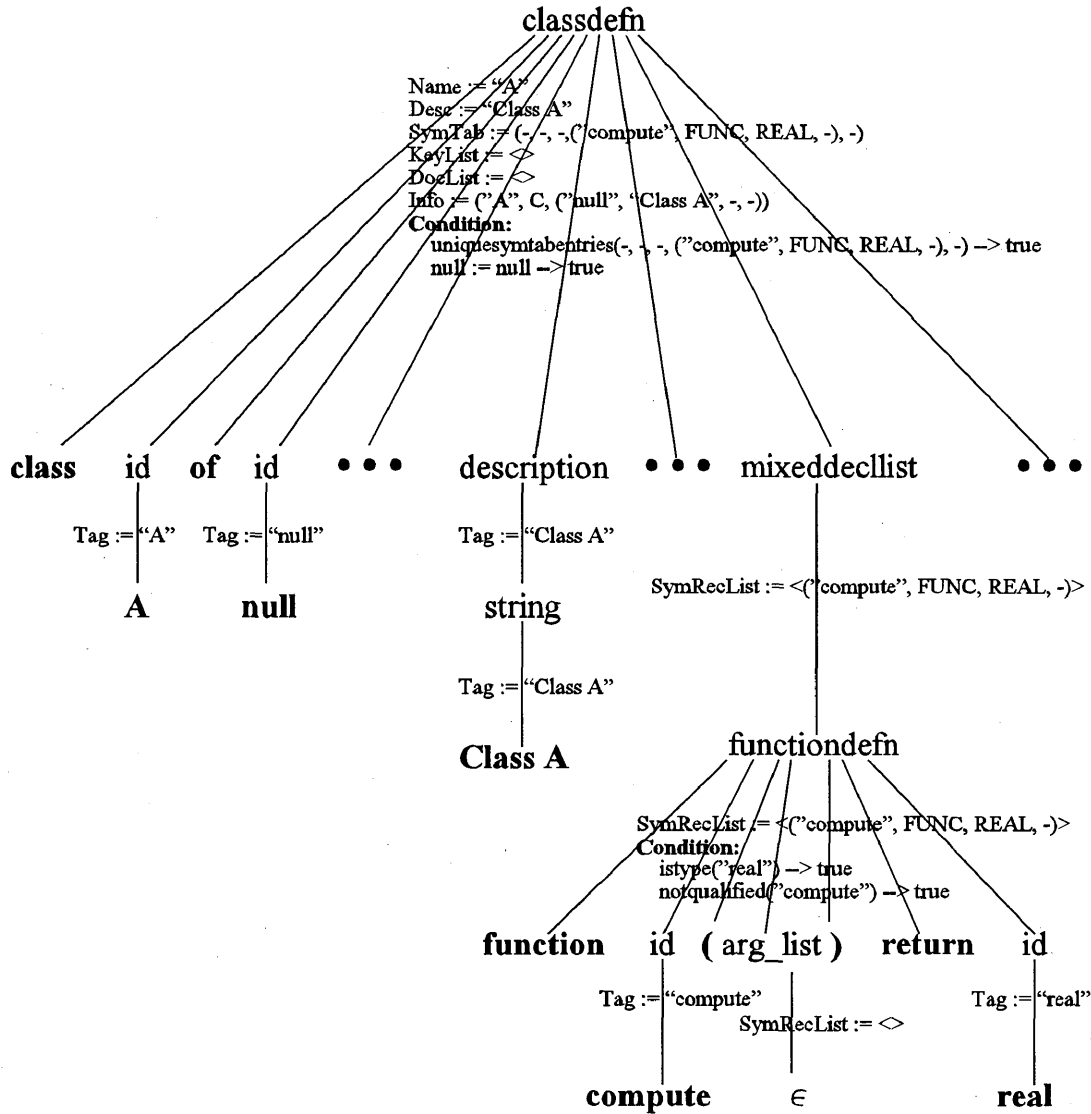 classdefn
Name := “A”
Desc := “Class A”
SymTab := (-, -, -,("compute”, FUNC, REAL, -), -)
KeyList := <>
DocList := <>
Info := ("A”, C, ("null”, “Class A”, -, -))
Condition:
uniquesymtabentries(-, -, -, ("compute”, FUNC, REAL, -), -) --> true
null := null --> true
class id of id ● ● ● description ● ● ● mixeddecllist ● ● ●
Tag := “A” Tag := “null” Tag := “Class A”
SymRecList := <("compute”, FUNC, REAL, -)>
A null string
Tag := “Class A”
functiondefn
Class A
SymRecList := <("compute”, FUNC, REAL, -)>
Condition:
istype("real”) --> true
notqualified("compute”) --> true
function id ( arg_list ) return id
Tag := “compute” Tag := “real”
SymRecList := <>
compute ϵ real